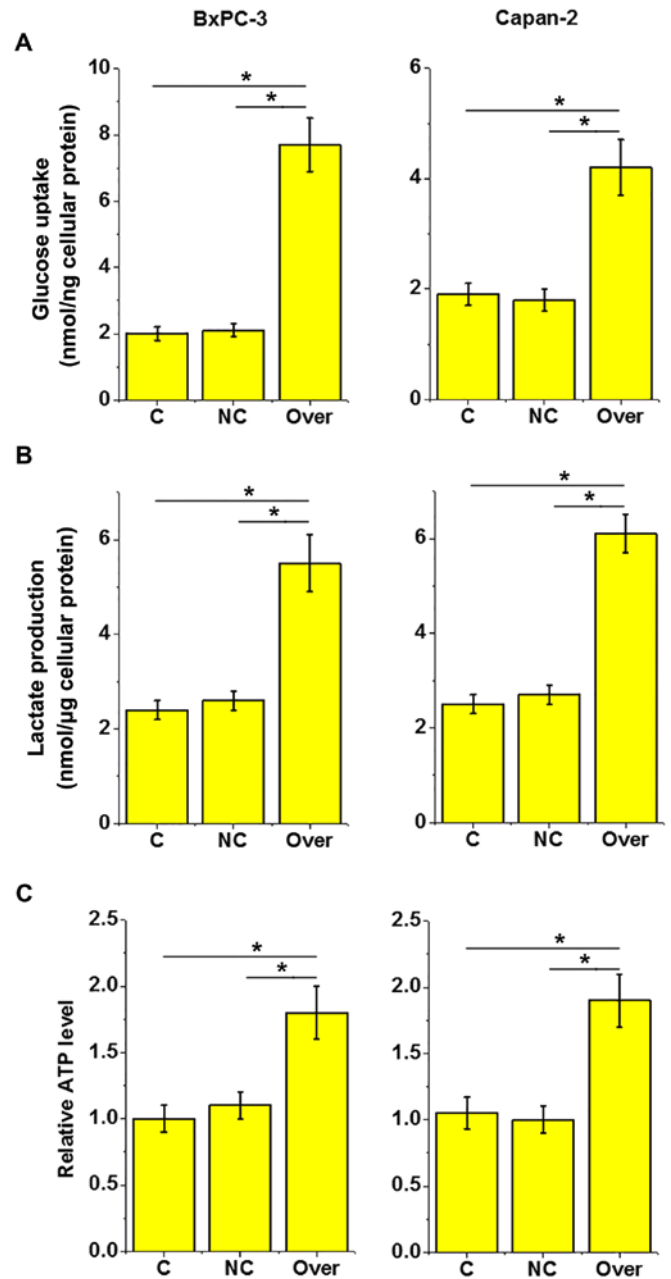 BxPC-3 Capan-2
A
Glucose uptake
(nmol/ng cellular protein)
10
8
6
4
2
0
*
*
C NC Over
6
4
2
0
*
*
C NC Over
B
Lactate production
(nmol/µg cellular protein)
6
4
2
0
*
*
C NC Over
6
4
2
0
*
*
C NC Over
C
Relative ATP level
2.5
2.0
1.5
1.0
0.5
0.0
*
*
C NC Over
2.5
2.0
1.5
1.0
0.5
0.0
*
*
C NC Over